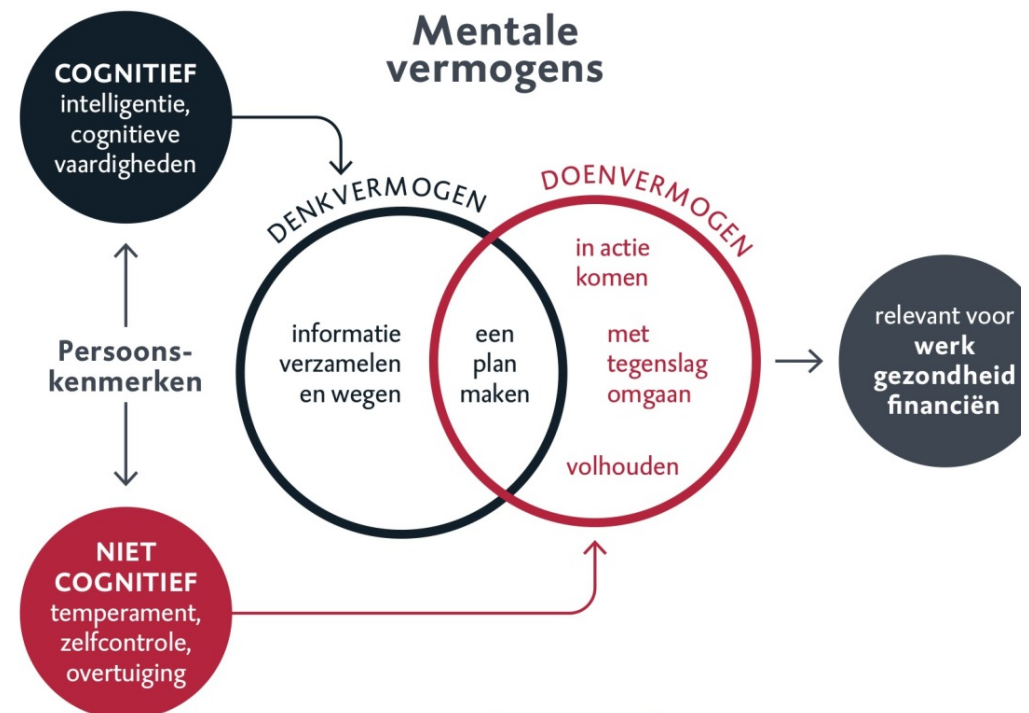 Mentale
vermogens
COGNITIEF
intelligentie,
cognitieve
vaardigheden
Persoons-
kenmerken
NIET
COGNITIEF
temperament,
zelfcontrole,
overtuiging
DENKVERMOGEN
informatie
verzamelen
en wegen
een
plan
maken
DOENVERMOGEN
in actie
komen
met
tegenslag
omgaan
volhouden
relevant voor
werk
gezondheid
financiën